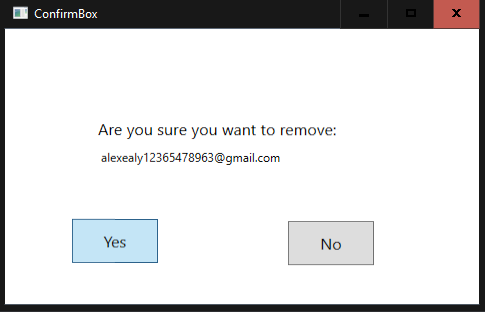 ConfirmBox
Are you sure you want to remove:
alexealy12365478963@gmail.com
Yes
No